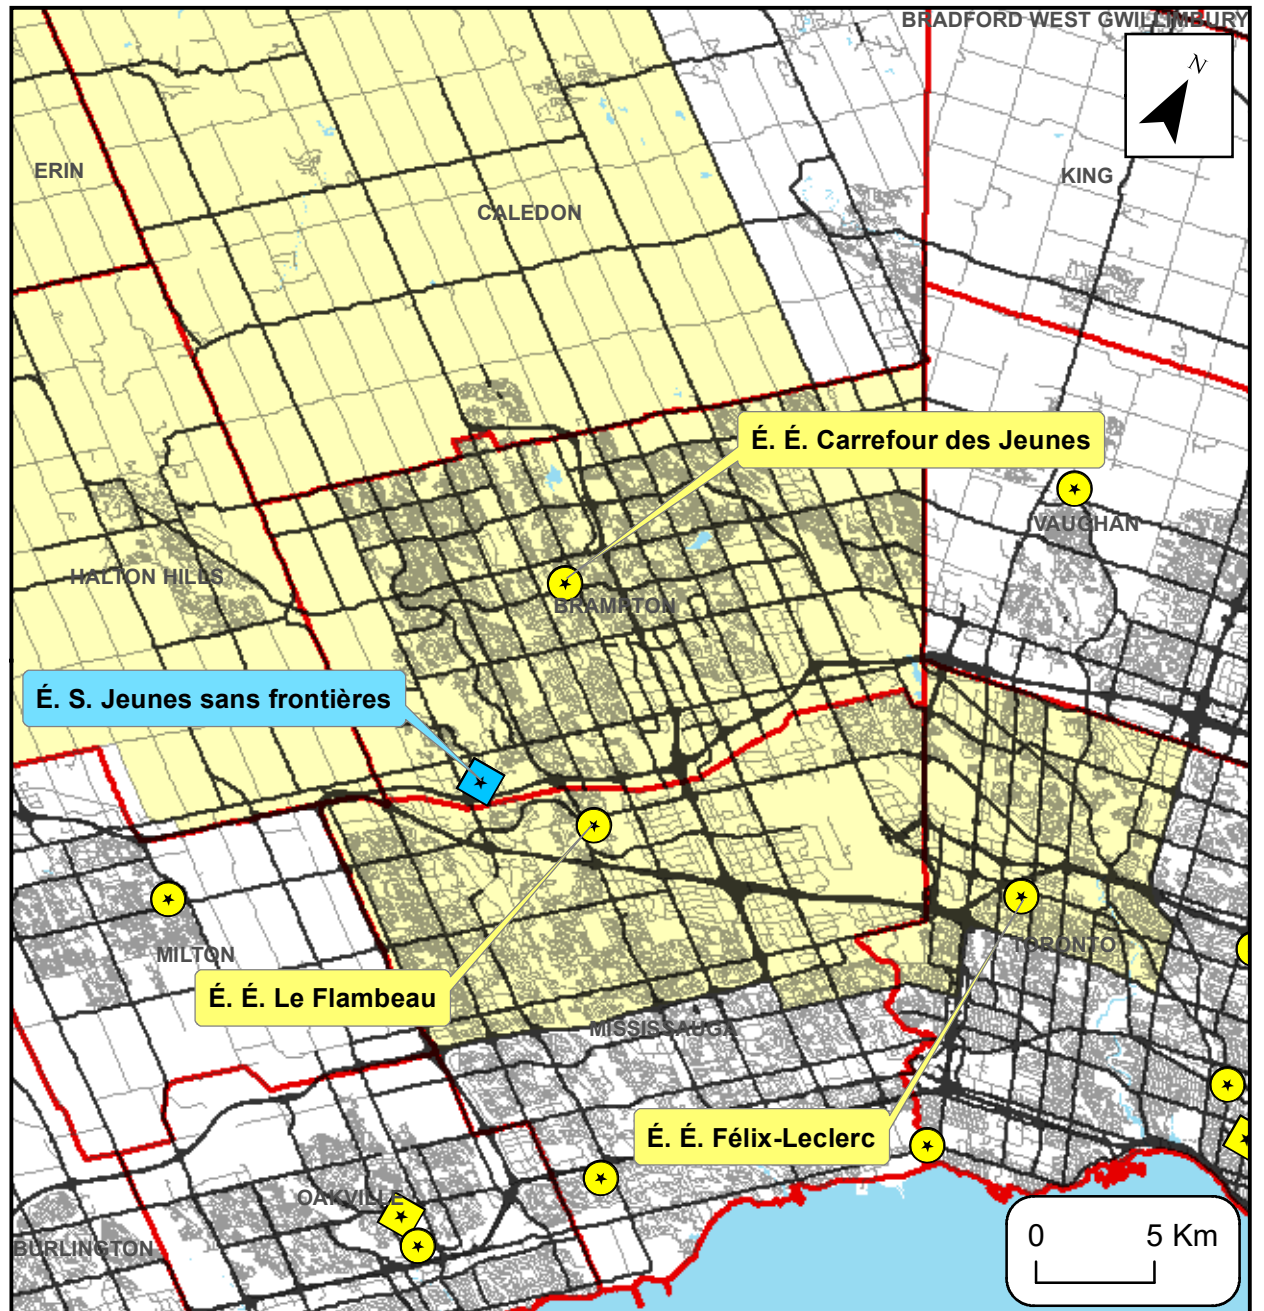 BRADFORD WEST GWILLIMBURY
N
ERIN
KING
CALEDON
É. É. Carrefour des Jeunes
VAUGHAN
HALTON HILLS
BRAMPTON
É. S. Jeunes sans frontières
TORONTO
MILTON
É. É. Le Flambeau
MISSISSAUGA
É. É. Félix-Leclerc
OAKVILLE
BURLINGTON
0 5 Km